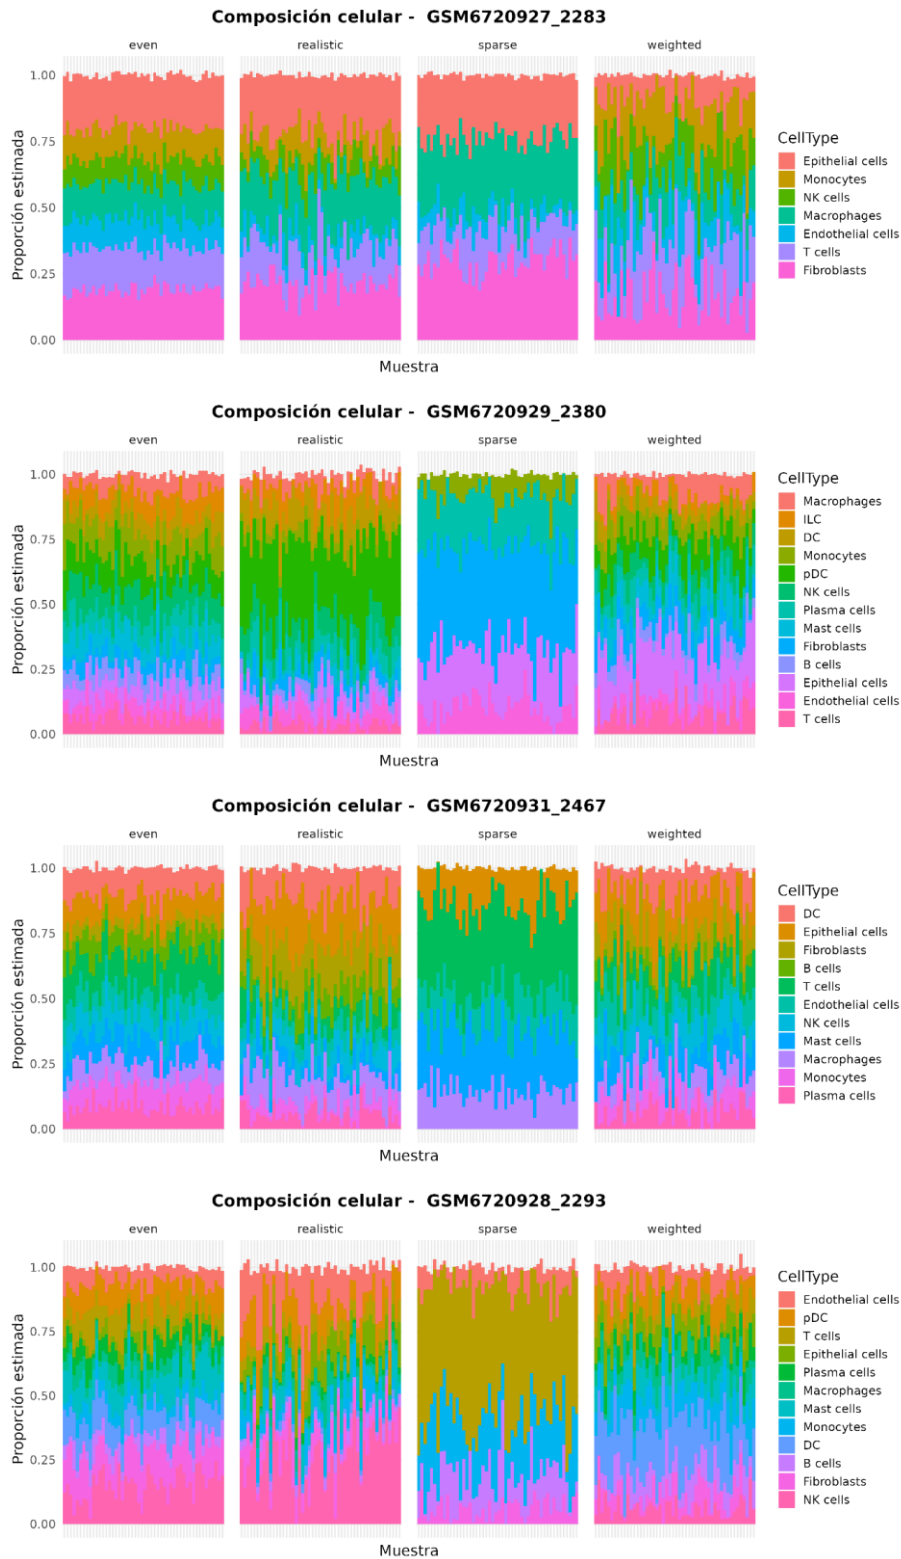 Composición celular - GSM6720927_2283
even realistic sparse weighted
Proporción estimada
1.00
0.75
0.50
0.25
0.00
Muestra
CellType
Epithelial cells
Monocytes
NK cells
Macrophages
Endothelial cells
T cells
Fibroblasts
Composición celular - GSM6720929_2380
even realistic sparse weighted
Proporción estimada
1.00
0.75
0.50
0.25
0.00
Muestra
CellType
Macrophages
ILC
DC
Monocytes
pDC
NK cells
Plasma cells
Mast cells
Fibroblasts
B cells
Epithelial cells
Endothelial cells
T cells
Composición celular - GSM6720931_2467
even realistic sparse weighted
Proporción estimada
1.00
0.75
0.50
0.25
0.00
Muestra
CellType
DC
Epithelial cells
Fibroblasts
B cells
T cells
Endothelial cells
NK cells
Mast cells
Macrophages
Monocytes
Plasma cells
Composición celular - GSM6720928_2293
even realistic sparse weighted
Proporción estimada
1.00
0.75
0.50
0.25
0.00
Muestra
CellType
Endothelial cells
pDC
T cells
Epithelial cells
Plasma cells
Macrophages
Mast cells
Monocytes
DC
B cells
Fibroblasts
NK cells